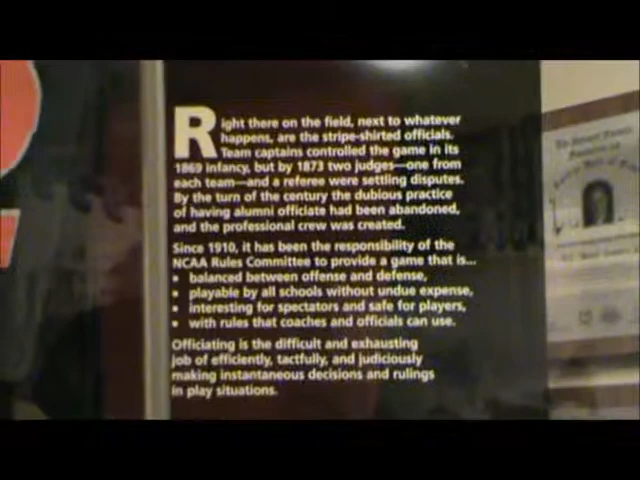 Right there on the field, next to whatever
happens, are the stripe-shirted officials.
Team captains controlled the game in its
1869 infancy, but by 1873 two judges—one from
each team—and a referee were settling disputes.
By the turn of the century the dubious practice
of having alumni officiate had been abandoned,
and the professional crew was created.
Since 1910, it has been the responsibility of the
NCAA Rules Committee to provide a game that is...
• balanced between offense and defense,
• playable by all schools without undue expense,
• interesting for spectators and safe for players,
• with rules that coaches and officials can use.
Officiating is the difficult and exhausting
job of efficiently, tactfully, and judiciously
making instantaneous decisions and rulings
in play situations.